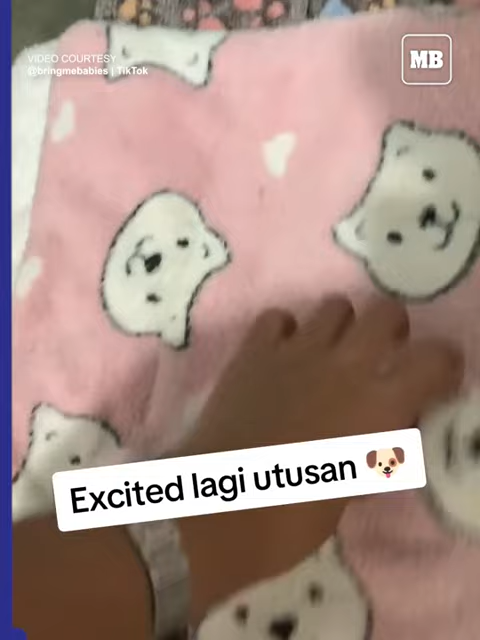 VIDEO COURTESY
@bringmebabies | TikTok
MB
Excited lagi utusan